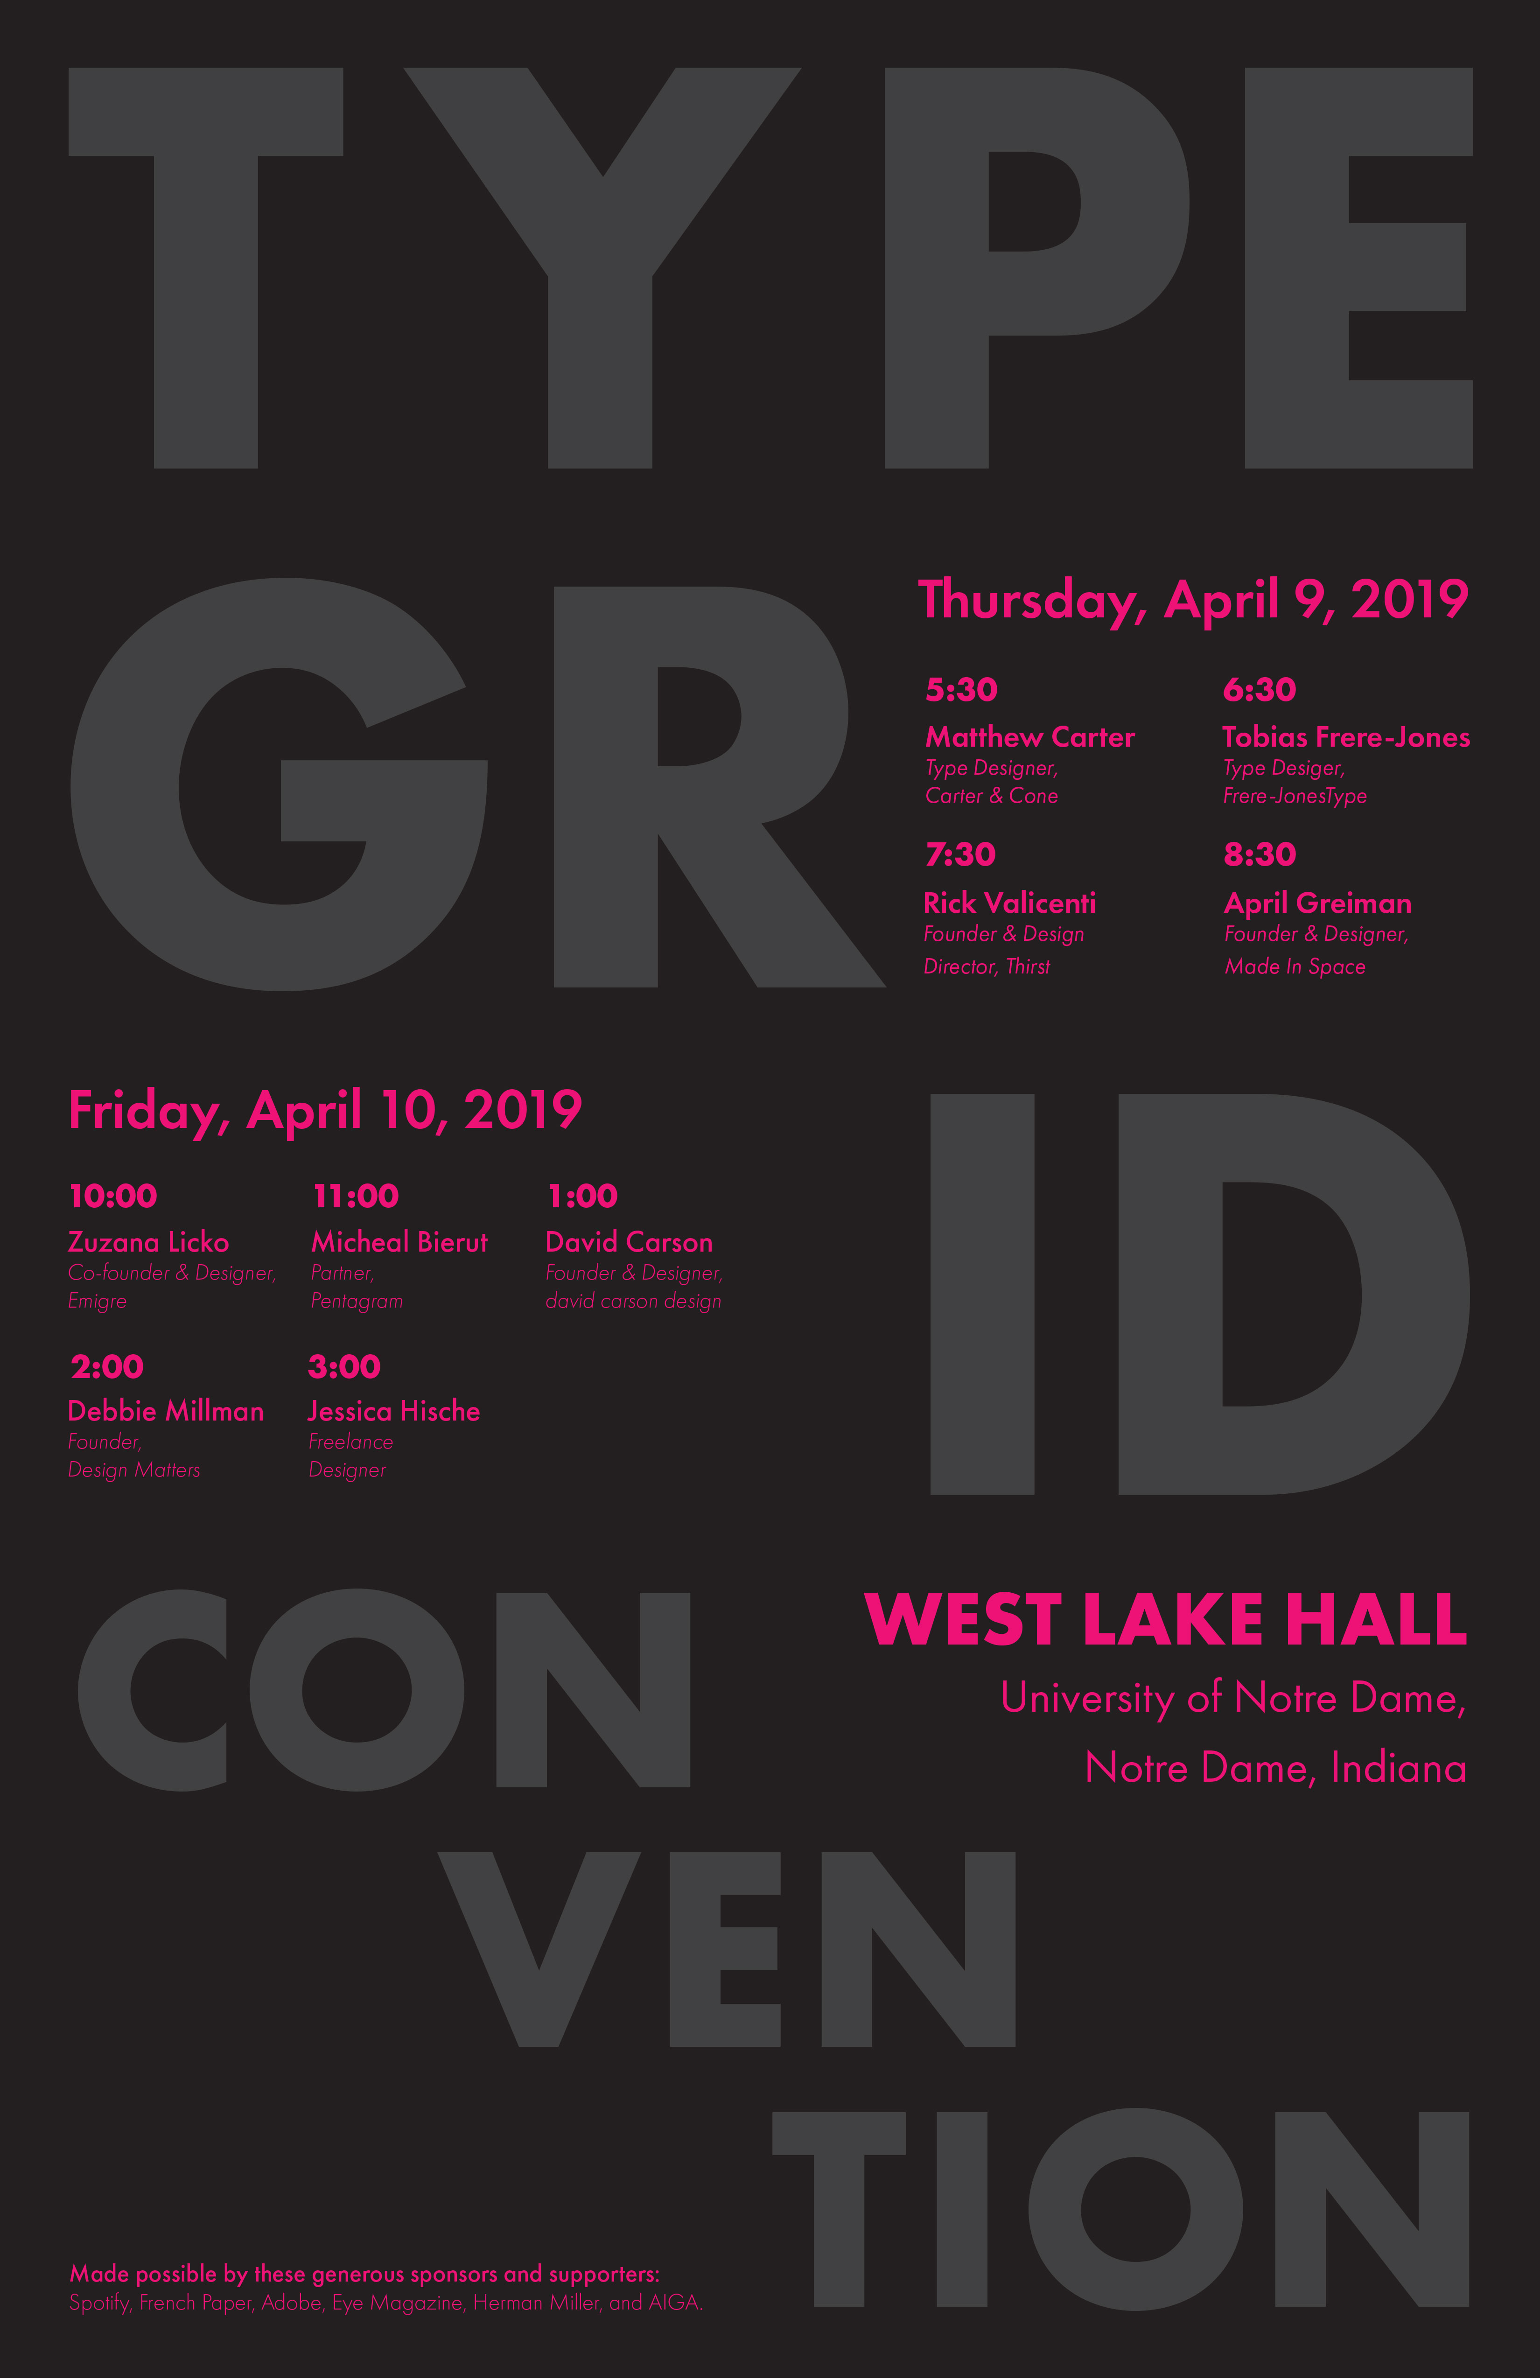 TYPE
GR
Thursday, April 9, 2019
5:30
Matthew Carter
Type Designer,
Carter & Cone
6:30
Tobias Frere-Jones
Type Desiger,
Frere-JonesType
7:30
Rick Valicenti
Founder & Design
Director, Thirst
8:30
April Greiman
Founder & Designer,
Made In Space
ID
Friday, April 10, 2019
10:00
Zuzana Licko
Co-founder & Designer,
Emigre
11:00
Micheal Bierut
Partner,
Pentagram
1:00
David Carson
Founder & Designer,
david carson design
2:00
Debbie Millman
Founder,
Design Matters
3:00
Jessica Hische
Freelance
Designer
CON
WEST LAKE HALL
University of Notre Dame,
Notre Dame, Indiana
VEN
TION
Made possible by these generous sponsors and supporters:
Spotify, French Paper, Adobe, Eye Magazine, Herman Miller, and AIGA.